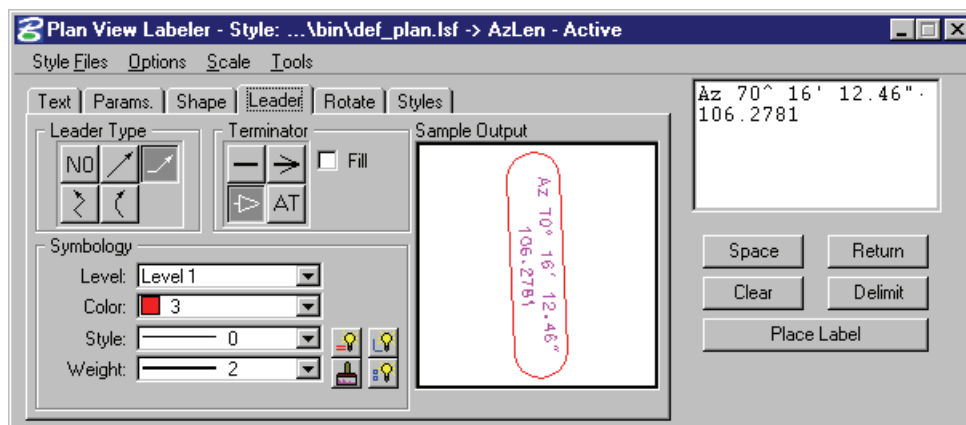 Plan View Labeler - Style: ...\bin\def_plan.lsf -> AzLen - Active
Style Files Options Scale Tools
Text Params. Shape Leader Rotate Styles
Leader Type
NO
Terminator
Fill
AT
Sample Output
Az 70° 16' 12.46"
106.2781
Symbology
Level: Level 1
Color: 3
Style: 0
Weight: 2
Az 70^ 16' 12.46"·
106.2781
Space Return
Clear Delimit
Place Label